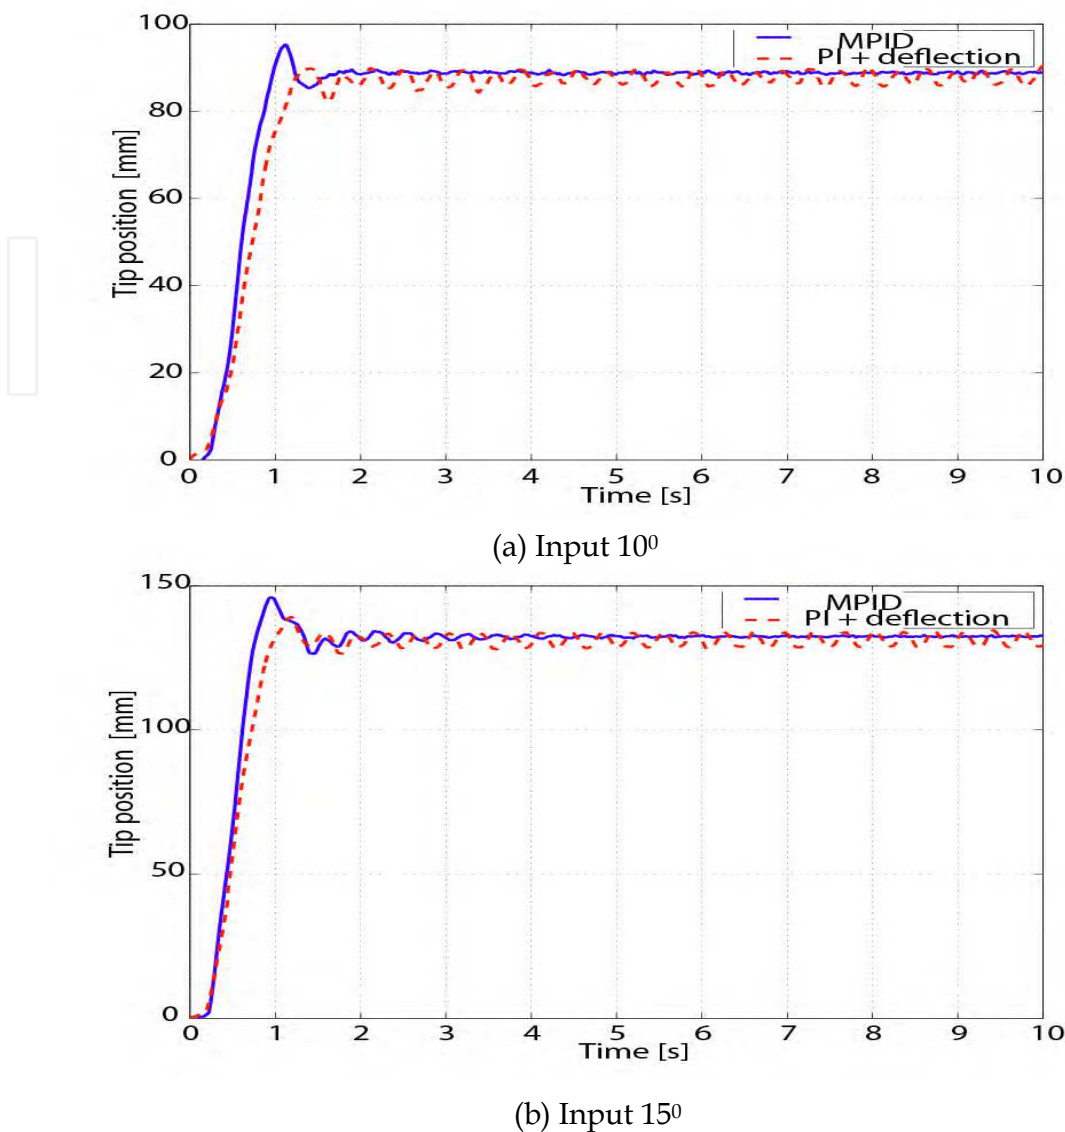 100
80
60
40
20
0
Tip position [mm]
MPID
PI + deflection
0 1 2 3 4 5 6 7 8 9 10
Time [s]
(a) Input 10⁰
150
100
50
0
Tip position [mm]
MPID
PI + deflection
0 1 2 3 4 5 6 7 8 9 10
Time [s]
(b) Input 15⁰